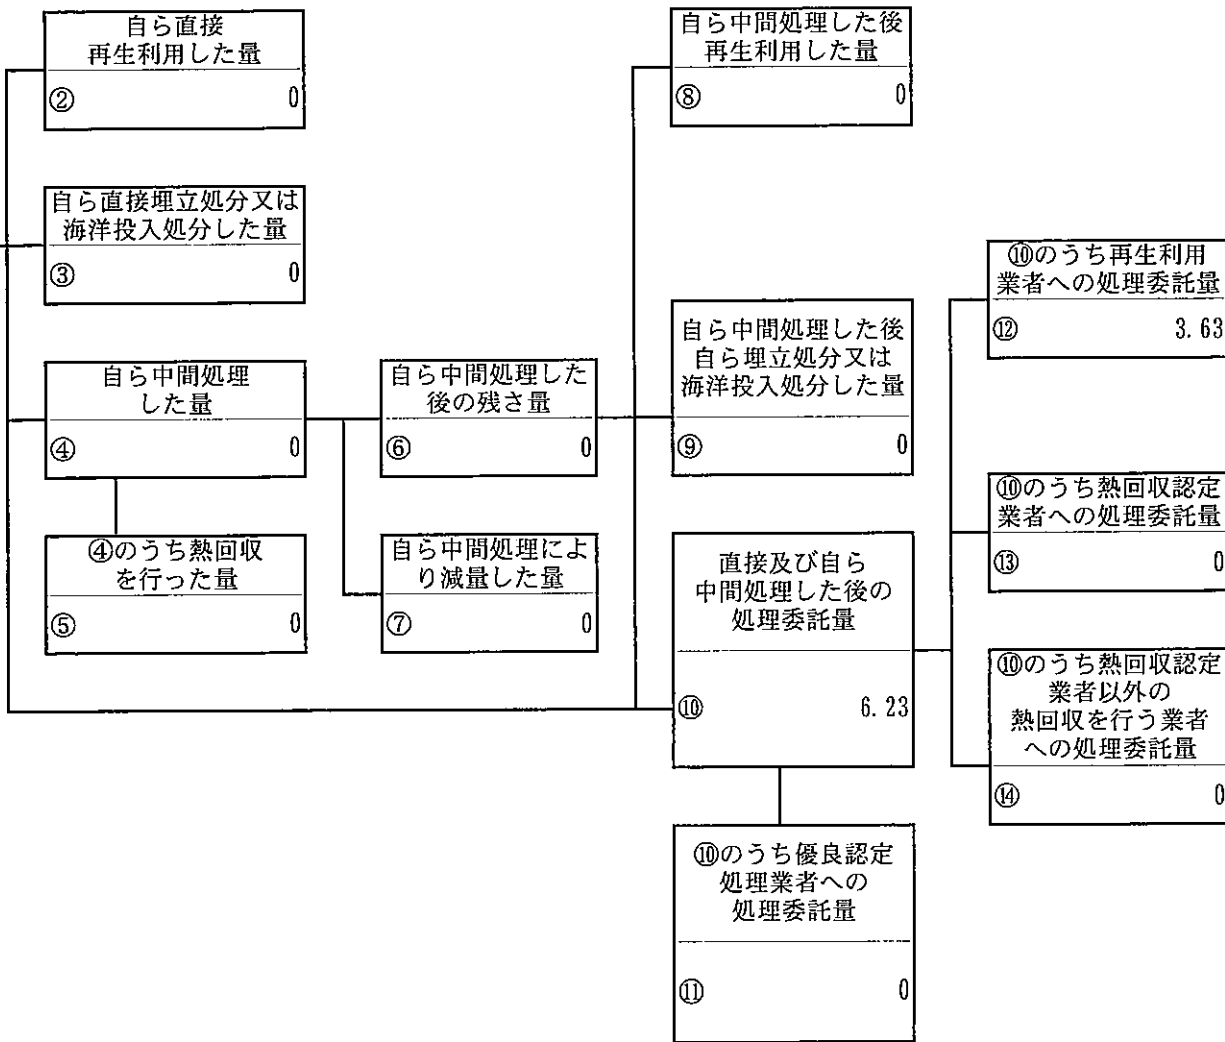 自ら直接
再生利用した量
② 0
自ら直接埋立処分又は
海洋投入処分した量
③ 0
自ら中間処理
した量
④ 0
④のうち熱回収
を行った量
⑤ 0
自ら中間処理した
後の残さ量
⑥ 0
自ら中間処理によ
り減量した量
⑦ 0
自ら中間処理した後
再生利用した量
⑧ 0
自ら中間処理した後
自ら埋立処分又は
海洋投入処分した量
⑨ 0
直接及び自ら
中間処理した後の
処理委託量
⑩ 6.23
⑩のうち優良認定
処理業者への
処理委託量
⑪ 0
⑩のうち再生利用
業者への処理委託量
⑫ 3.63
⑩のうち熱回収認定
業者への処理委託量
⑬ 0
⑩のうち熱回収認定
業者以外の
熱回収を行う業者
への処理委託量
⑭ 0